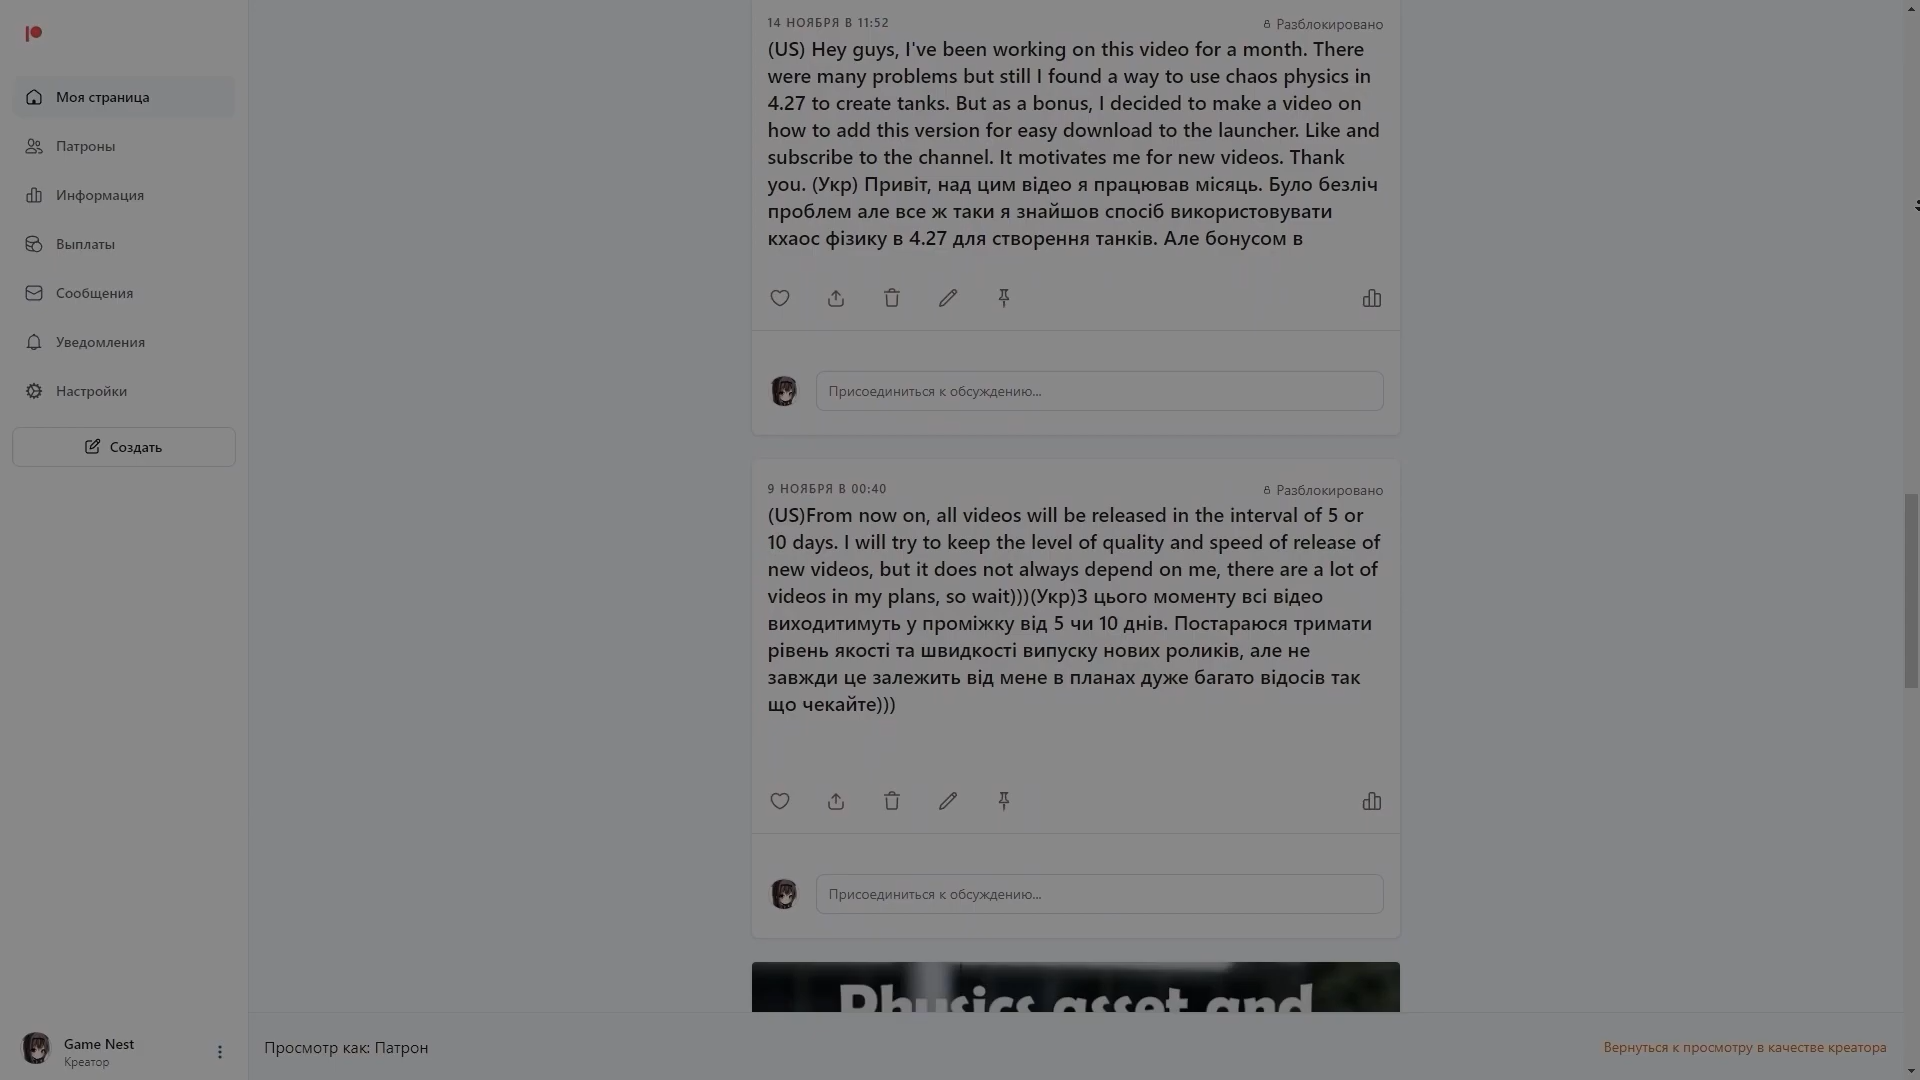 Моя страница
Патроны
Информация
Выплаты
Сообщения
Уведомления
Настройки
Создать
Game Nest
Креатор
14 НОЯБРЯ В 11:52
Разблокировано
(US) Hey guys, I've been working on this video for a month. There
were many problems but still I found a way to use chaos physics in
4.27 to create tanks. But as a bonus, I decided to make a video on
how to add this version for easy download to the launcher. Like and
subscribe to the channel. It motivates me for new videos. Thank
you. (Укр) Привіт, над цим відео я працював місяць. Було безліч
проблем але все ж таки я знайшов спосіб використовувати
кхаос фізику в 4.27 для створення танків. Але бонусом в
Присоединиться к обсуждению...
9 НОЯБРЯ В 00:40
Разблокировано
(US)From now on, all videos will be released in the interval of 5 or
10 days. I will try to keep the level of quality and speed of release of
new videos, but it does not always depend on me, there are a lot of
videos in my plans, so wait)))(Укр)З цього моменту всі відео
виходитимуть у проміжку від 5 чи 10 днів. Постараюся тримати
рівень якості та швидкості випуску нових роликів, але не
завжди це залежить від мене в планах дуже багато відосів так
що чекайте)))
Присоединиться к обсуждению...
Physics asset and
Просмотр как: Патрон
Вернуться к просмотру в качестве креатора